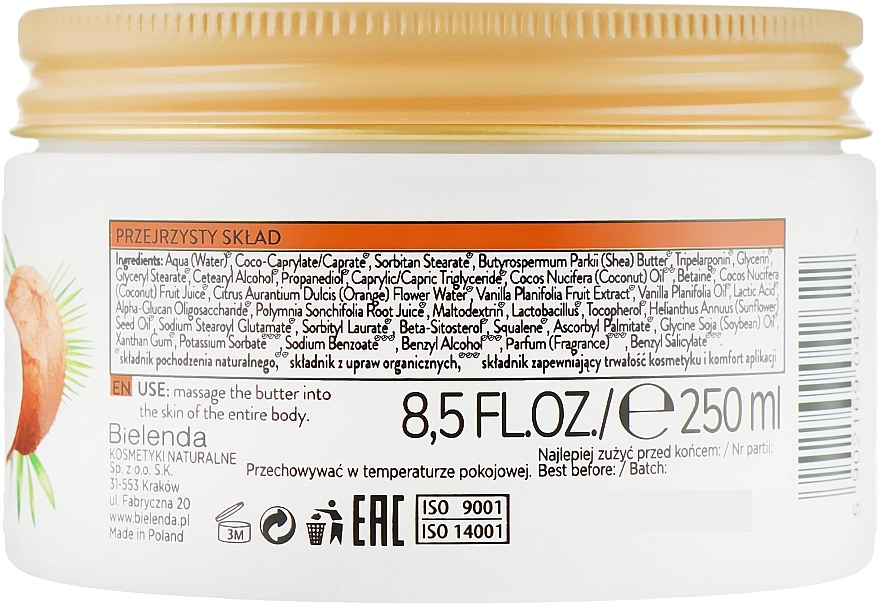 PRZEJRZYSTY SKŁAD
Ingredients: Aqua (Water), Coco-Caprylate/Caprate, Sorbitan Stearate, Butyrospermum Parkii (Shea) Butter, Tripelargonin, Glycerin,
Glyceryl Stearate, Cetearyl Alcohol, Propanediol, Caprylic/Capric Triglyceride, Cocos Nucifera (Coconut) Oil, Betaine, Cocos Nucifera
(Coconut) Fruit Juice, Citrus Aurantium Dulcis (Orange) Flower Water, Vanilla Planifolia Fruit Extract, Vanilla Planifolia Oil, Lactic Acid,
Alpha-Glucan Oligosaccharide, Polymnia Sonchifolia Root Juice, Maltodextrin, Lactobacillus, Tocopherol, Helianthus Annuus (Sunflower)
Seed Oil, Sodium Stearoyl Glutamate, Sorbityl Laurate, Beta-Sitosterol, Squalene, Ascorbyl Palmitate, Glycine Soja (Soybean) Oil,
Xanthan Gum, Potassium Sorbate, Sodium Benzoate, Benzyl Alcohol, Parfum (Fragrance), Benzyl Salicylate.
składnik pochodzenia naturalnego, składnik z upraw organicznych, składnik zapewniający trwałość kosmetyku i komfort aplikacji
EN USE: massage the butter into
the skin of the entire body.
8,5 FL.OZ./℮ 250 ml
Bielenda
KOSMETYKI NATURALNE
Sp. z o.o. S.K.
31-553 Kraków
ul. Fabryczna 20
www.bielenda.pl
Made in Poland
Najlepiej zużyć przed końcem: / Nr partii:
Przechowywać w temperaturze pokojowej. Best before: / Batch:
3M
EAC
ISO 9001
ISO 14001